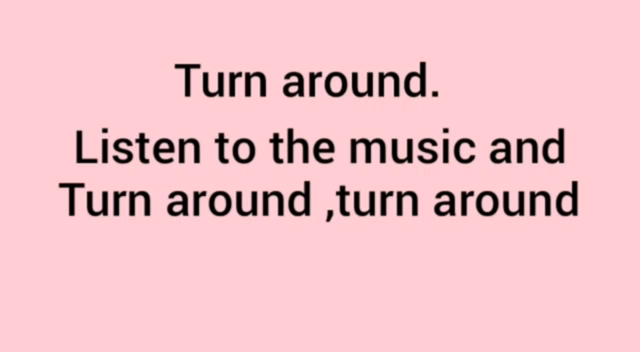 Turn around.
Listen to the music and
Turn around ,turn around